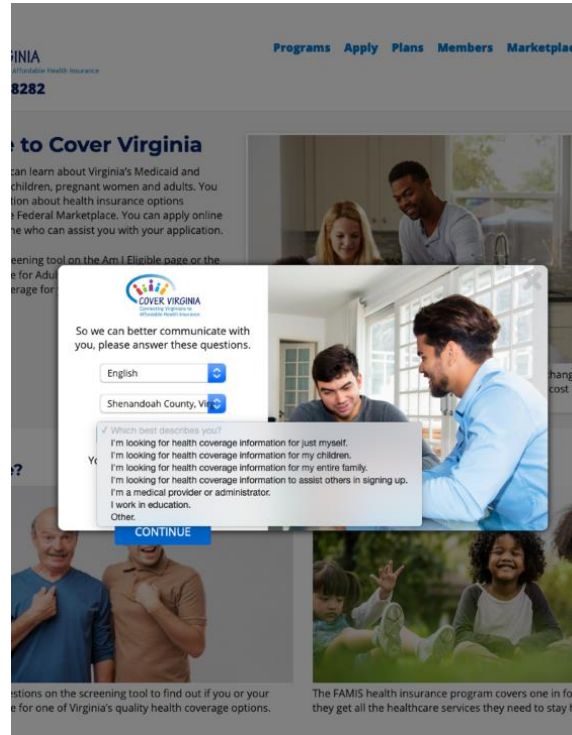 INIA
Affordable Health Insurance
8282
Programs Apply Plans Members Marketplac
to Cover Virginia
can learn about Virginia's Medicaid and
children, pregnant women and adults. You
tion about health insurance options
Federal Marketplace. You can apply online
ne who can assist you with your application.
eening tool on the Am I Eligible page or the
e for Adul
erage for
COVER VIRGINIA
Connecting Virginians to
Affordable Health Insurance
So we can better communicate with
you, please answer these questions.
English
Shenandoah County, Vir
✓ Which best describes you?
I'm looking for health coverage information for just myself.
I'm looking for health coverage information for my children.
I'm looking for health coverage information for my entire family.
I'm looking for health coverage information to assist others in signing up.
I'm a medical provider or administrator.
I work in education.
Other.
Yo
CONTINUE
chang
cost
e?
estions on the screening tool to find out if you or your
e for one of Virginia's quality health coverage options.
The FAMIS health insurance program covers one in fo
they get all the healthcare services they need to stay h